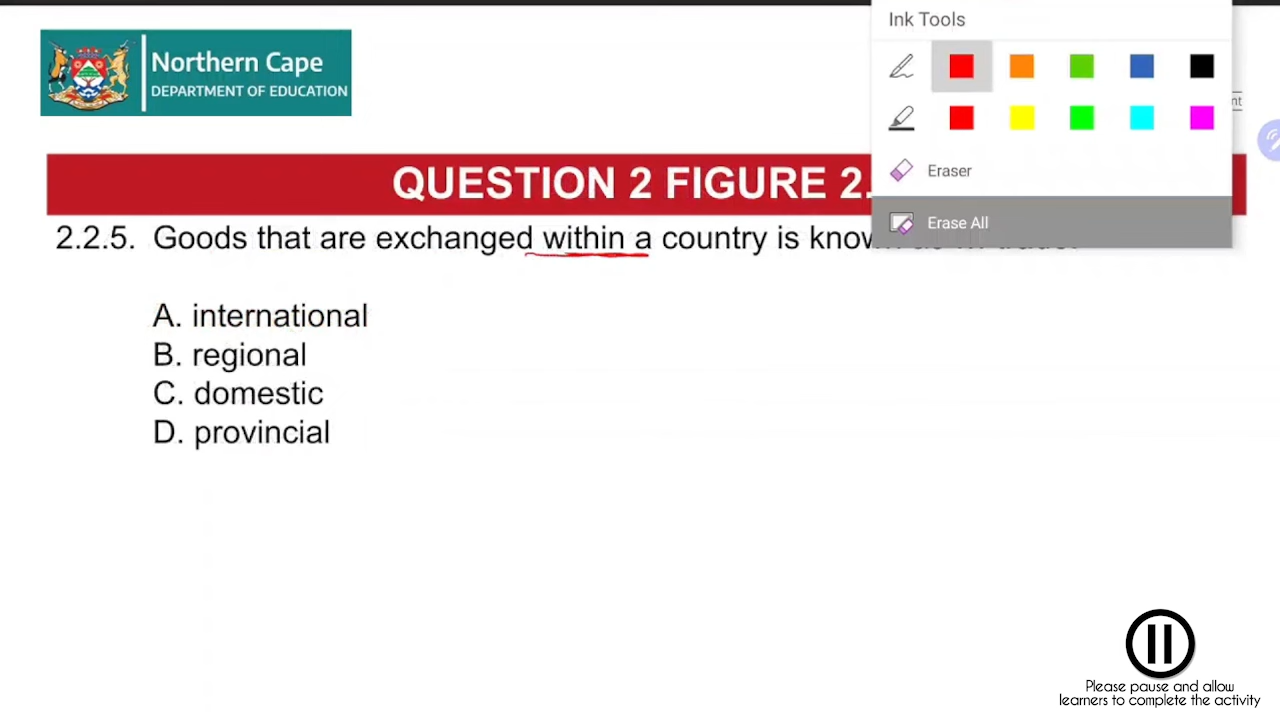 Ink Tools
Northern Cape
DEPARTMENT OF EDUCATION
nt
Eraser
QUESTION 2 FIGURE 2.
Erase All
2.2.5. Goods that are exchanged within a country is
A. international
B. regional
C. domestic
D. provincial
Please pause and allow
learners to complete the activity